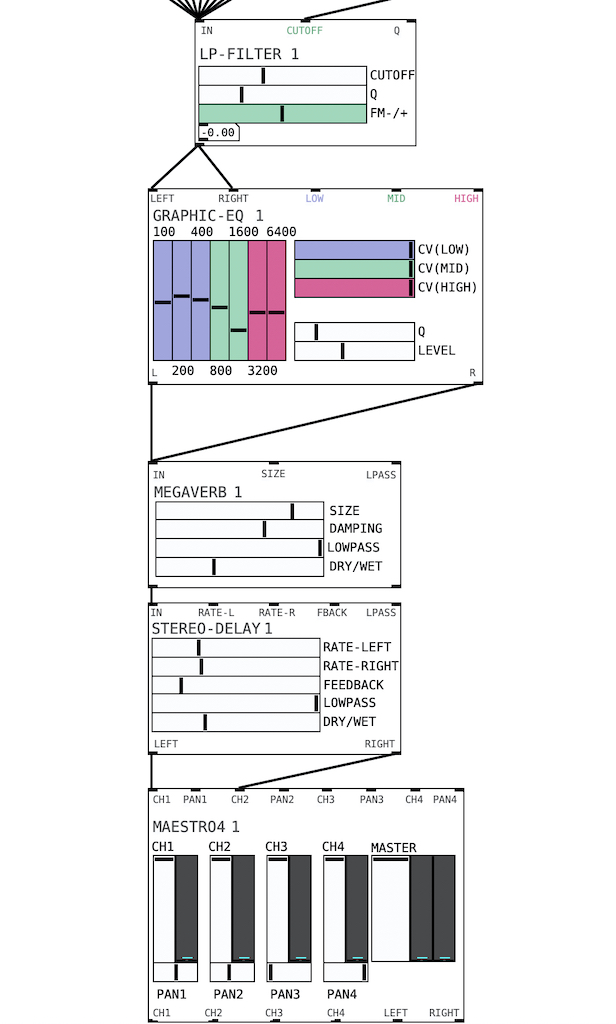 IN CUTOFF Q
LP-FILTER 1
CUTOFF
Q
FM-/+
-0.00
LEFT RIGHT LOW MID HIGH
GRAPHIC-EQ 1
100 400 1600 6400
CV(LOW)
CV(MID)
CV(HIGH)
Q
LEVEL
L 200 800 3200 R
IN SIZE LPASS
MEGAVERB 1
SIZE
DAMPING
LOWPASS
DRY/WET
IN RATE-L RATE-R FBACK LPASS
STEREO-DELAY 1
RATE-LEFT
RATE-RIGHT
FEEDBACK
LOWPASS
DRY/WET
LEFT RIGHT
CH1 PAN1 CH2 PAN2 CH3 PAN3 CH4 PAN4
MAESTRO4 1
CH1 CH2 CH3 CH4 MASTER
PAN1 PAN2 PAN3 PAN4
CH1 CH2 CH3 CH4 LEFT RIGHT